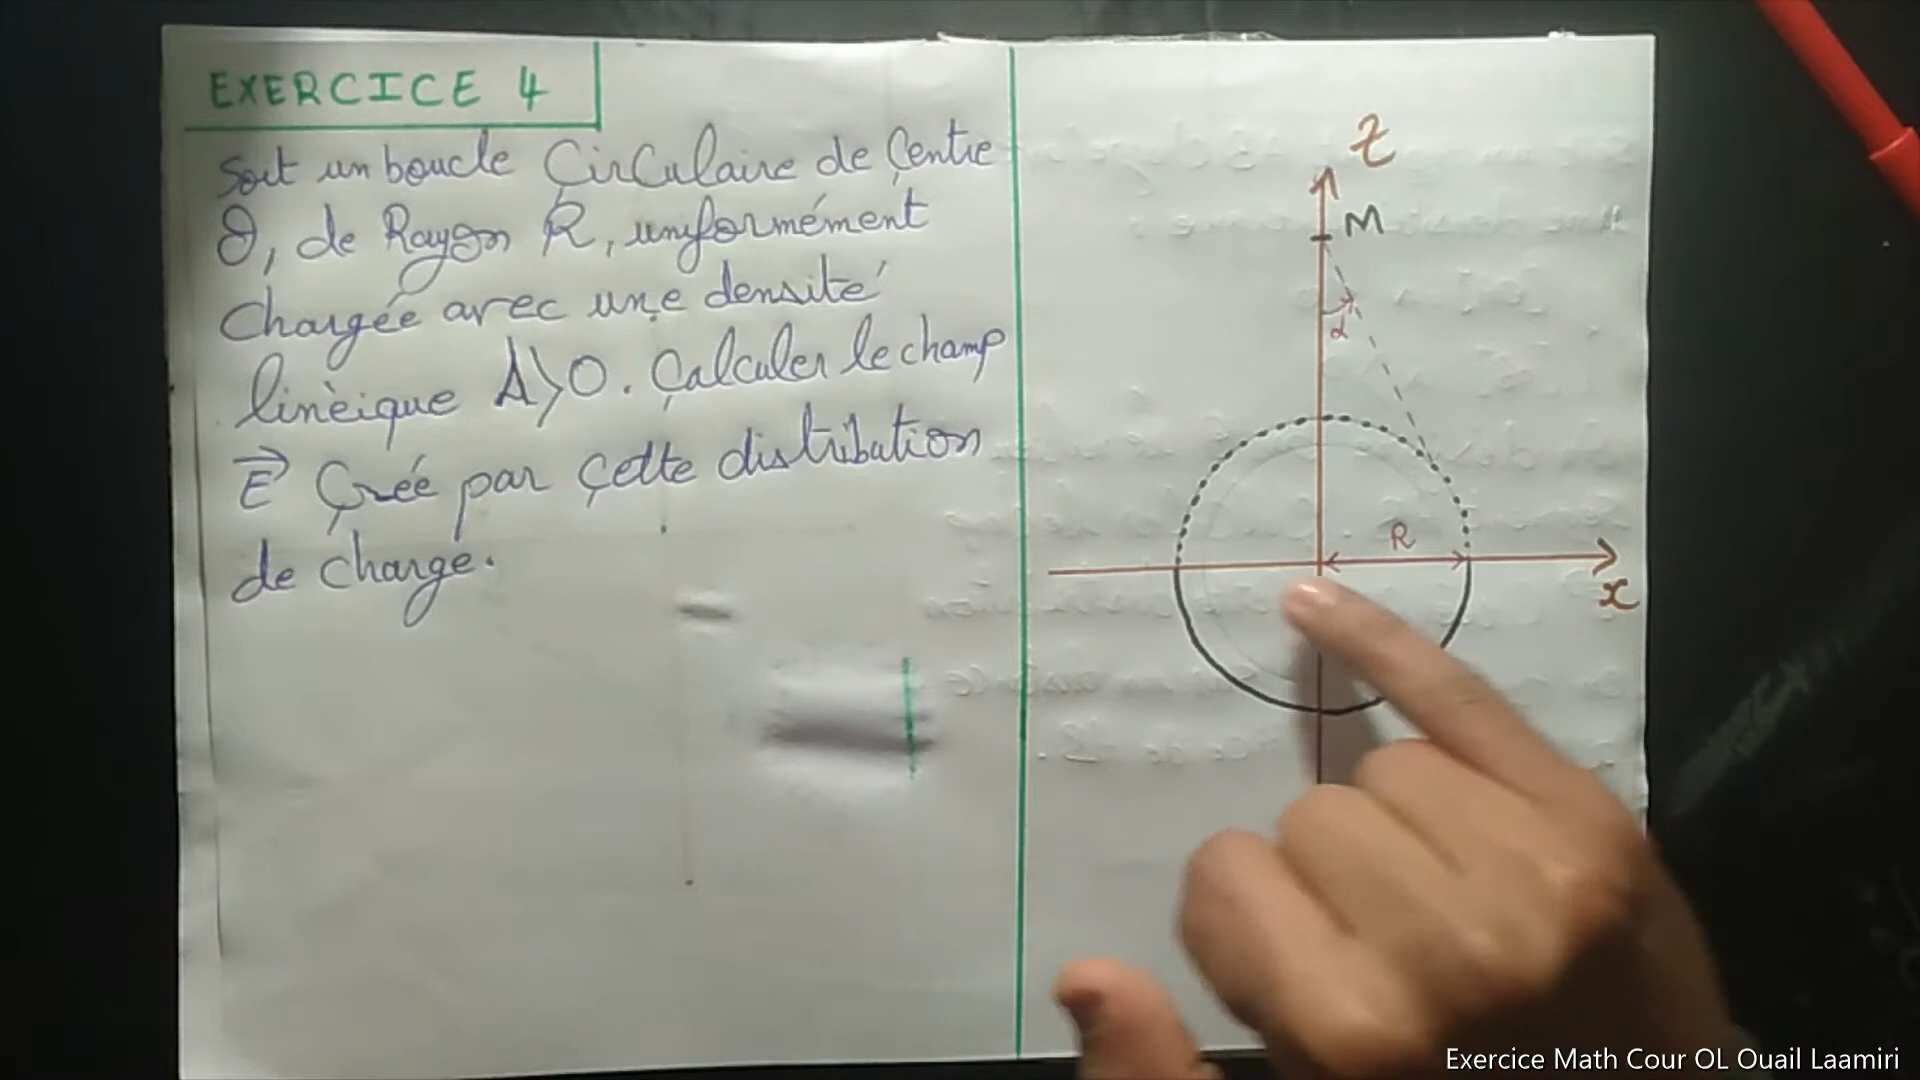 EXERCICE 4
Soit un boucle Circulaire de Centre
O, de Rayon R, uniformément
Chargée avec une densité
linèique λ>0. Calculer le champ
E Créé par Cette distribution
de charge.
z
M
α
R
x
Exercice Math Cour OL Ouail Laamiri